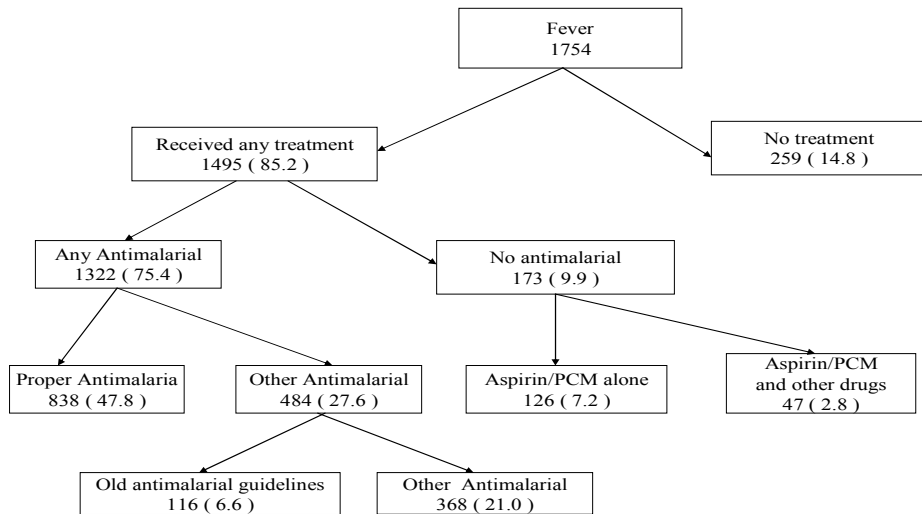 Fever
1754
Received any treatment
1495 ( 85.2 )
No treatment
259 ( 14.8 )
Any Antimalarial
1322 ( 75.4 )
No antimalarial
173 ( 9.9 )
Proper Antimalaria
838 ( 47.8 )
Other Antimalarial
484 ( 27.6 )
Aspirin/PCM alone
126 ( 7.2 )
Aspirin/PCM
and other drugs
47 ( 2.8 )
Old antimalarial guidelines
116 ( 6.6 )
Other  Antimalarial
368 ( 21.0 )